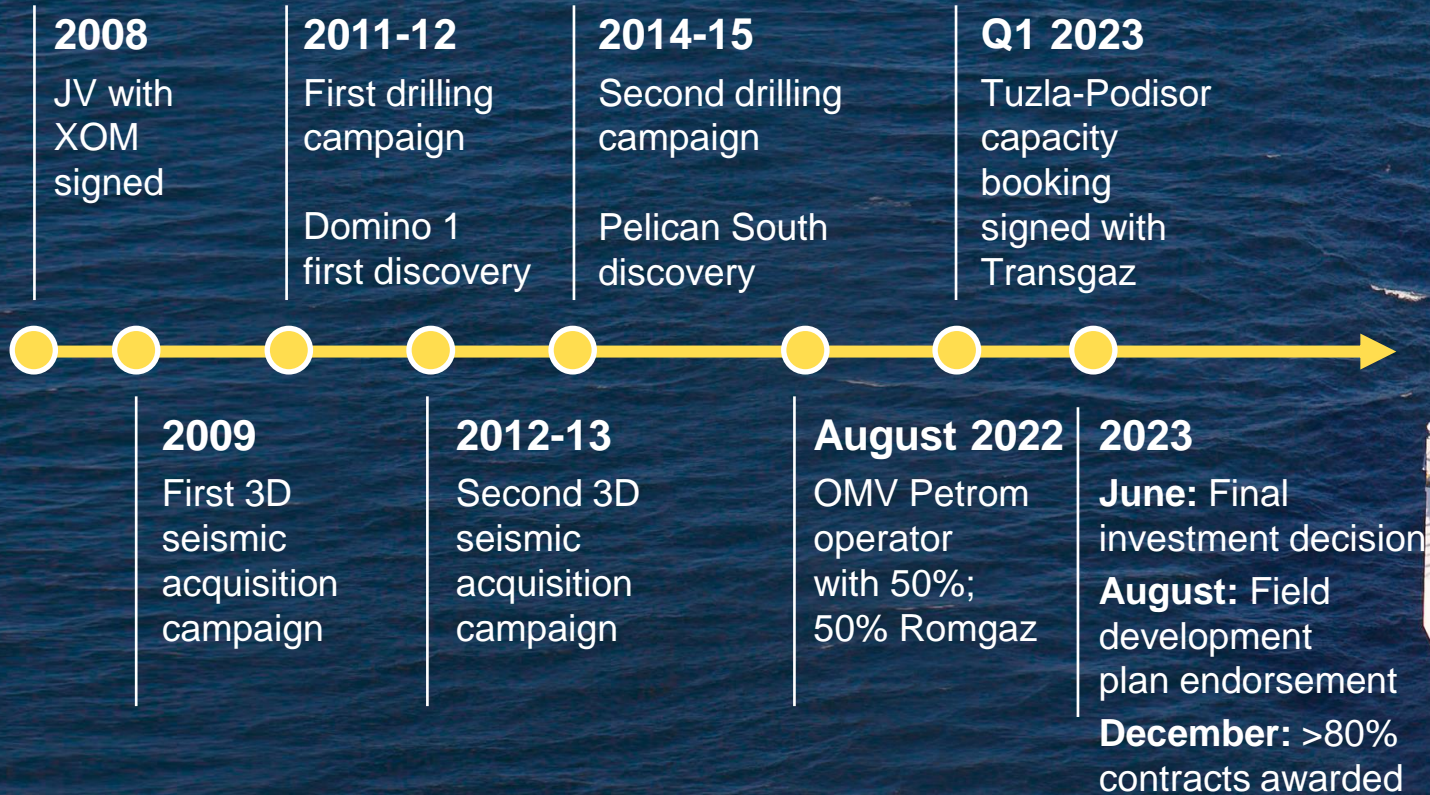 2008
JV with
XOM
signed
2011-12
First drilling
campaign
Domino 1
first discovery
2014-15
Second drilling
campaign
Pelican South
discovery
Q1 2023
Tuzla-Podisor
capacity
booking
signed with
Transgaz
2009
First 3D
seismic
acquisition
campaign
2012-13
Second 3D
seismic
acquisition
campaign
August 2022
OMV Petrom
operator
with 50%;
50% Romgaz
2023
June: Final
investment decision
August: Field
development
plan endorsement
December: >80%
contracts awarded